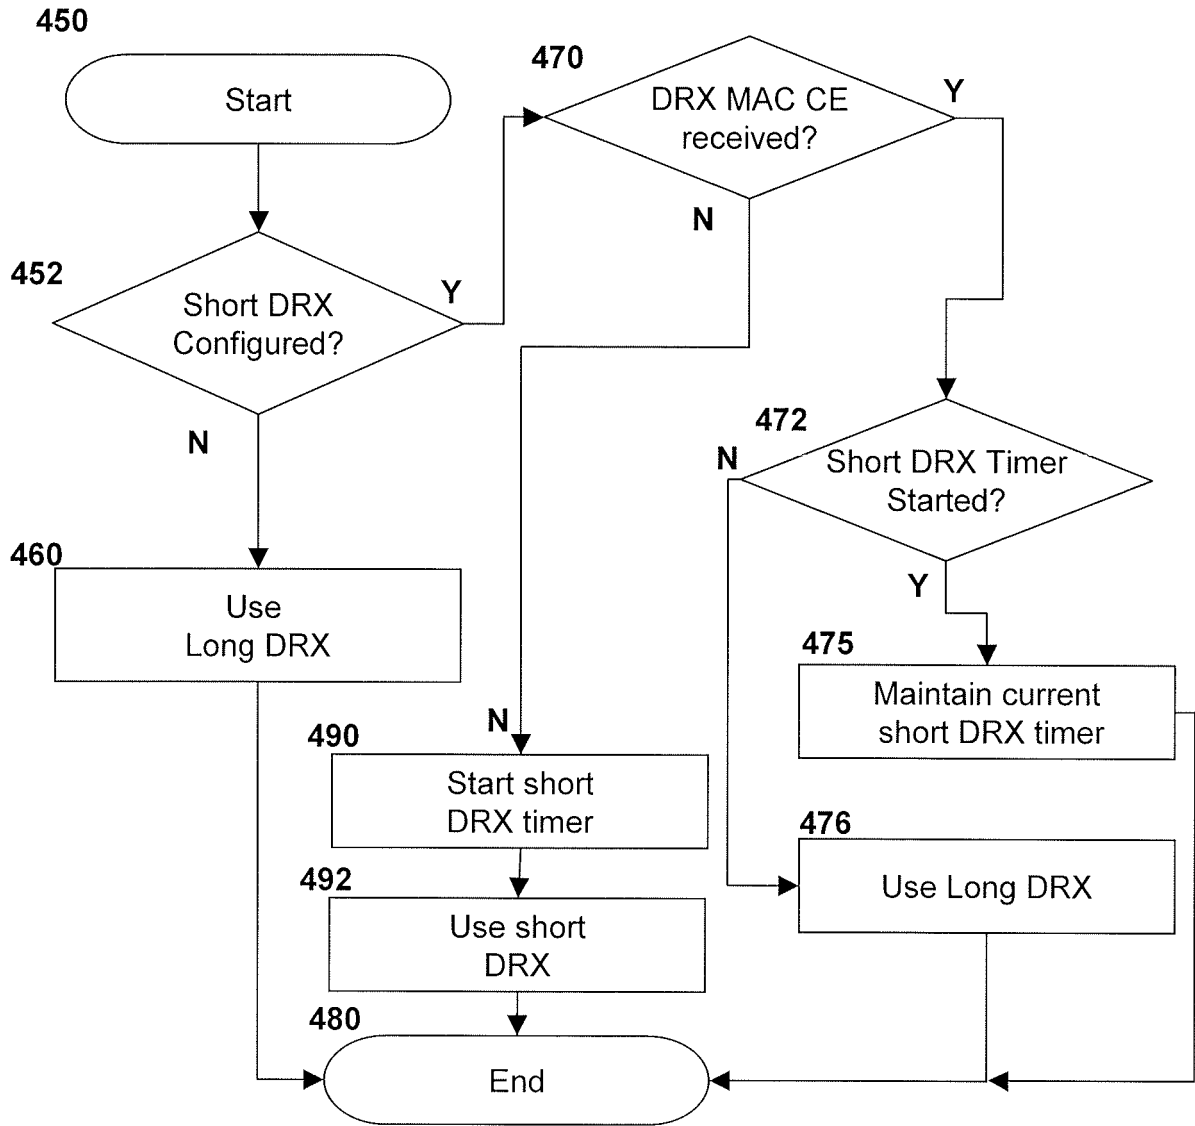 450
Start
470
DRX MAC CE
received?
Y
N
452
Short DRX
Configured?
Y
N
472
Short DRX Timer
Started?
N
Y
460
Use
Long DRX
475
Maintain current
short DRX timer
N
490
Start short
DRX timer
476
Use Long DRX
492
Use short
DRX
480
End